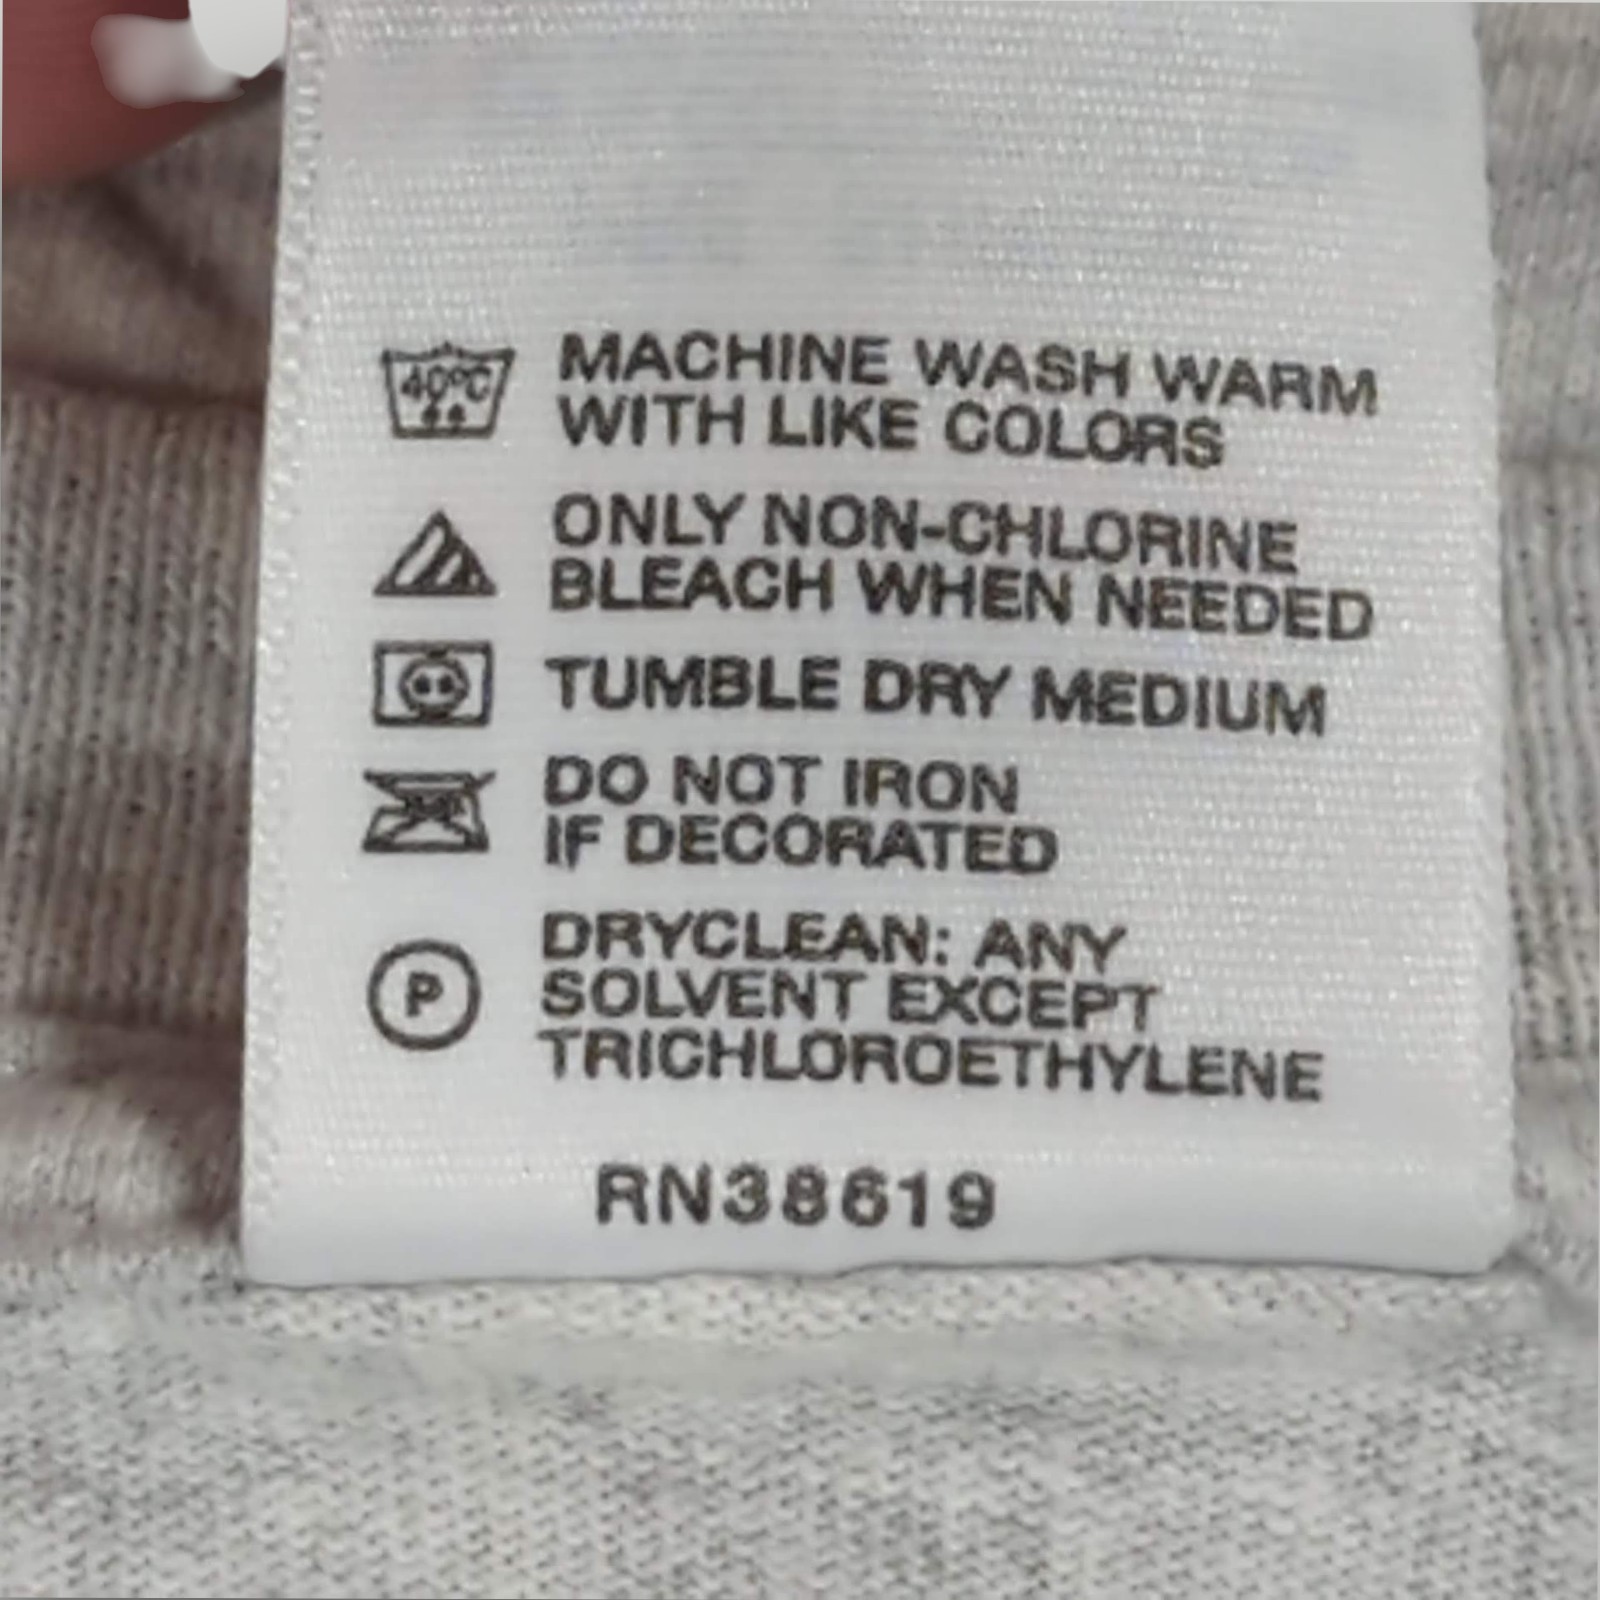 40°C
MACHINE WASH WARM
WITH LIKE COLORS
ONLY NON-CHLORINE
BLEACH WHEN NEEDED
TUMBLE DRY MEDIUM
DO NOT IRON
IF DECORATED
P
DRYCLEAN: ANY
SOLVENT EXCEPT
TRICHLOROETHYLENE
RN38619